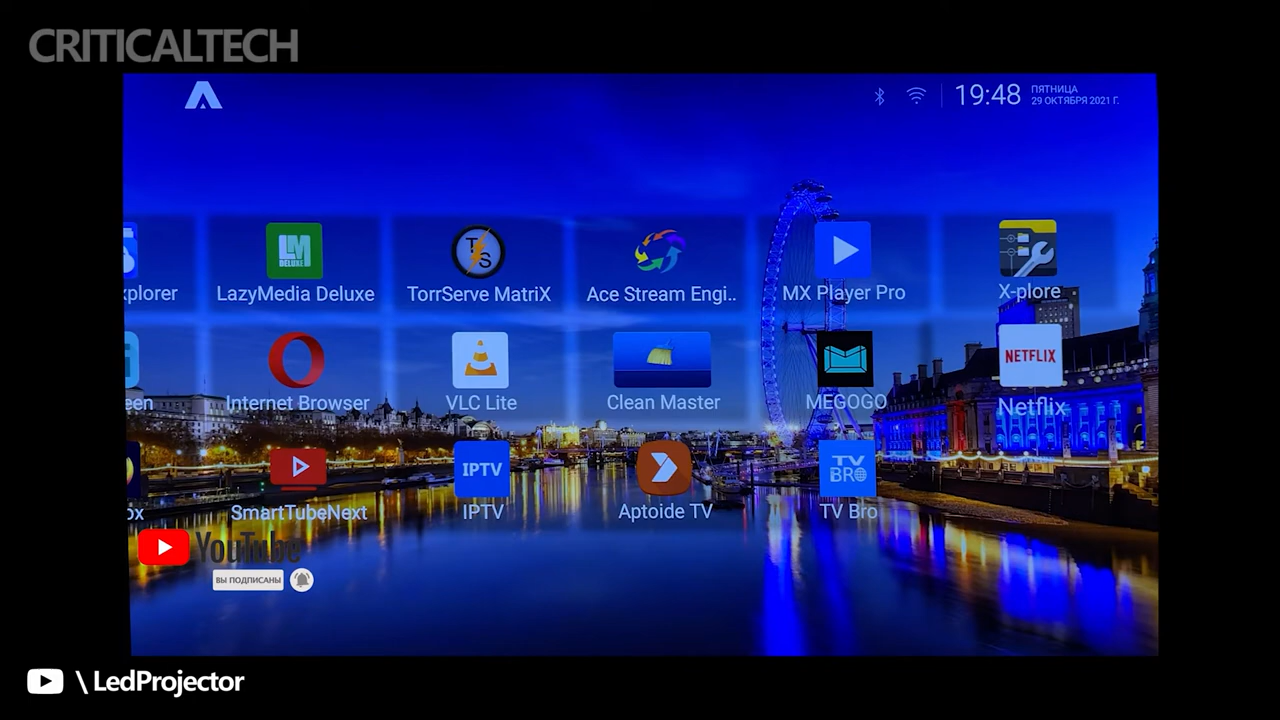 CRITICALTECH
19:48
ПЯТНИЦА
29 ОКТЯБРЯ 2021 Г.
xplorer
LM
DELUXE
LazyMedia Deluxe
TS
TorrServe MatriX
Ace Stream Engi..
MX Player Pro
X-plore
een
Internet Browser
VLC Lite
Clean Master
MEGOGO
NETFLIX
Netflix
ox
SmartTubeNext
IPTV
IPTV
Aptoide TV
TV
BRO
TV Bro
YouTube
ВЫ ПОДПИСАНЫ
\ LedProjector